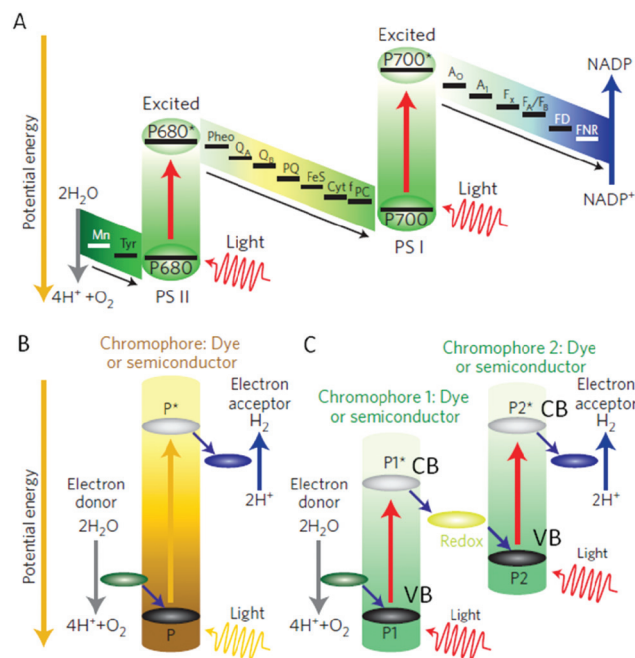 A
Potential energy
Excited
P680*
2H₂O
Mn
Tyr
P680
4H⁺ +O₂
PS II
Light
Pheo
Q_A
Q_B
PQ
FeS
Cyt f
PC
Excited
P700*
P700
PS I
Light
A₀
A₁
Fₓ
F_A/F_B
FD
FNR
NADP
NADP⁺
B
Potential energy
Chromophore: Dye
or semiconductor
P*
Electron
acceptor
H₂
2H⁺
Electron
donor
2H₂O
4H⁺+O₂
P
Light
C
Chromophore 1: Dye
or semiconductor
P1*
CB
Electron
donor
2H₂O
4H⁺+O₂
VB
P1
Light
Redox
Chromophore 2: Dye
or semiconductor
P2*
CB
Electron
acceptor
H₂
2H⁺
VB
P2
Light